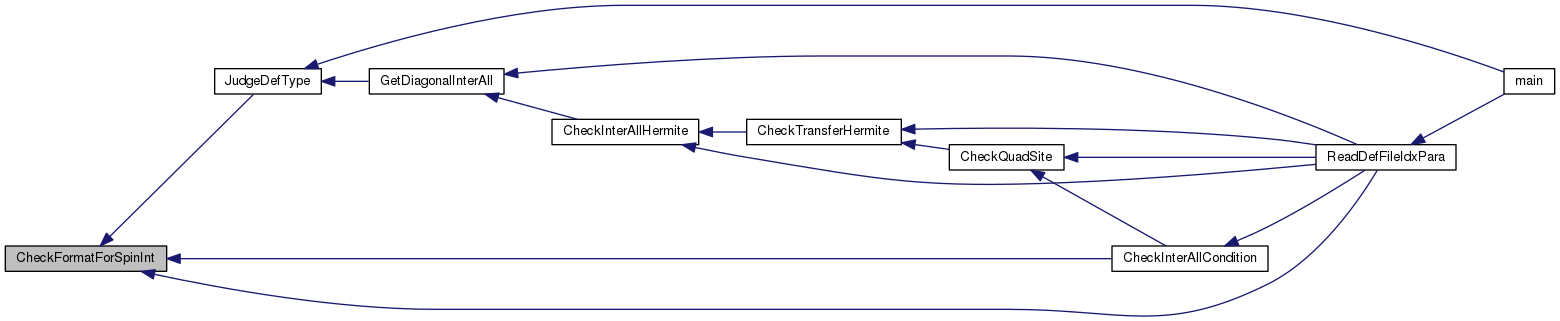 JudgeDefType
GetDiagonalInterAll
main
CheckInterAllHermite
CheckTransferHermite
CheckQuadSite
ReadDefFileIdxPara
CheckFormatForSpinInt
CheckInterAllCondition